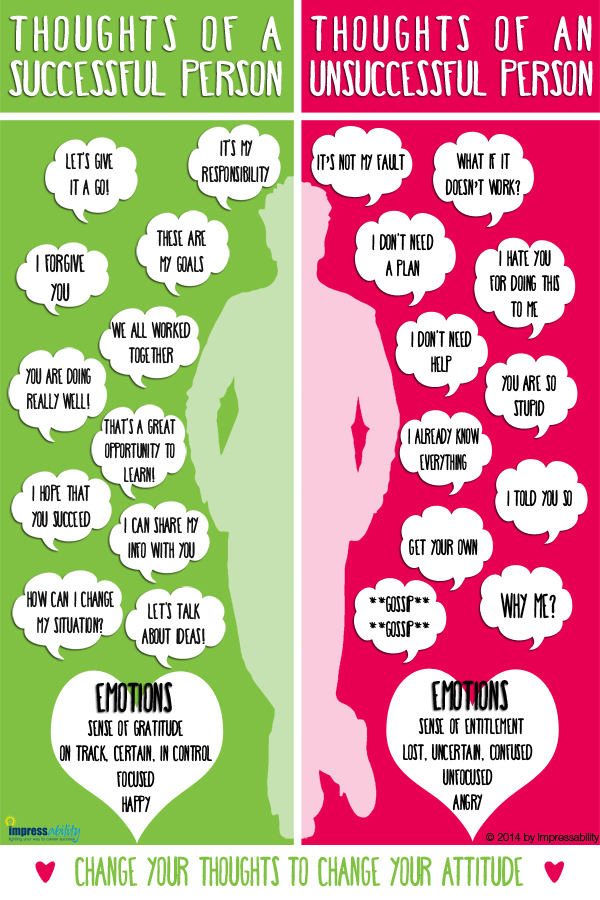 THOUGHTS OF A
SUCCESSFUL PERSON
LET'S GIVE
IT A GO!
IT'S MY
RESPONSIBILITY
THESE ARE
MY GOALS
I FORGIVE
YOU
WE ALL WORKED
TOGETHER
YOU ARE DOING
REALLY WELL!
THAT'S A GREAT
OPPORTUNITY TO
LEARN!
I HOPE THAT
YOU SUCCEED
I CAN SHARE MY
INFO WITH YOU
HOW CAN I CHANGE
MY SITUATION?
LET'S TALK
ABOUT IDEAS!
EMOTIONS
SENSE OF GRATITUDE
ON TRACK, CERTAIN, IN CONTROL
FOCUSED
HAPPY
impressability
lighting your way to career success
THOUGHTS OF AN
UNSUCCESSFUL PERSON
IT'S NOT MY FAULT
WHAT IF IT
DOESN'T WORK?
I DON'T NEED
A PLAN
I HATE YOU
FOR DOING THIS
TO ME
I DON'T NEED
HELP
YOU ARE SO
STUPID
I ALREADY KNOW
EVERYTHING
I TOLD YOU SO
GET YOUR OWN
**GOSSIP**
**GOSSIP**
WHY ME?
EMOTIONS
SENSE OF ENTITLEMENT
LOST, UNCERTAIN, CONFUSED
UNFOCUSED
ANGRY
© 2014 by Impressability
CHANGE YOUR THOUGHTS TO CHANGE YOUR ATTITUDE